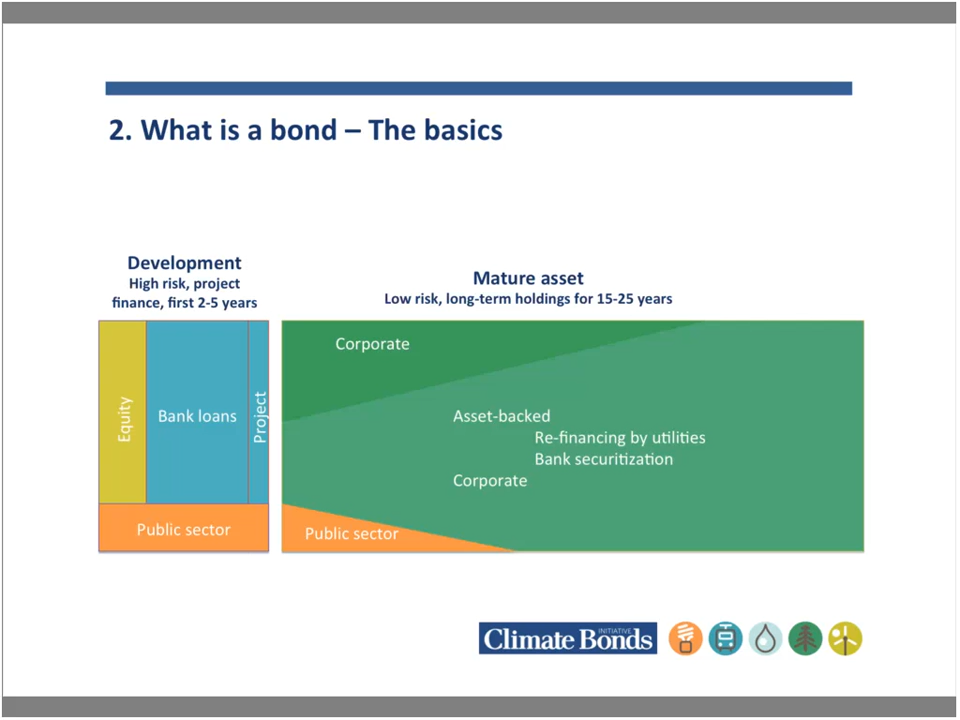 2. What is a bond – The basics
Development
High risk, project
finance, first 2-5 years
Mature asset
Low risk, long-term holdings for 15-25 years
Equity
Bank loans
Project
Public sector
Corporate
Asset-backed
Re-financing by utilities
Bank securitization
Corporate
Public sector
Climate Bonds
INITIATIVE